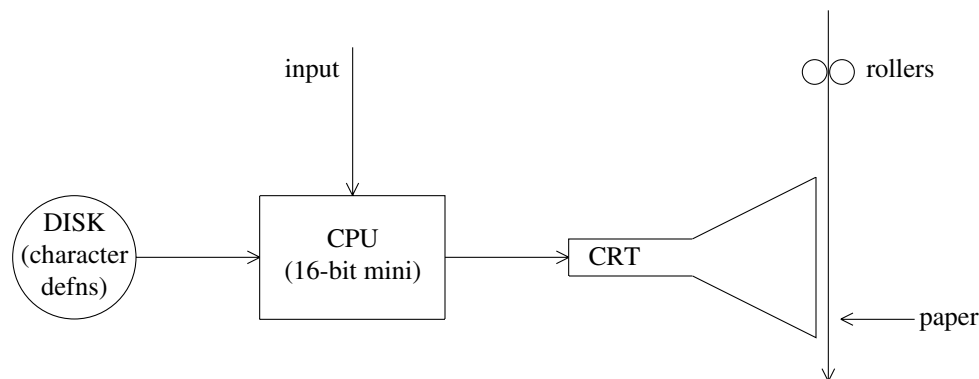 input
rollers
DISK
(character
defns)
CPU
(16-bit mini)
CRT
paper